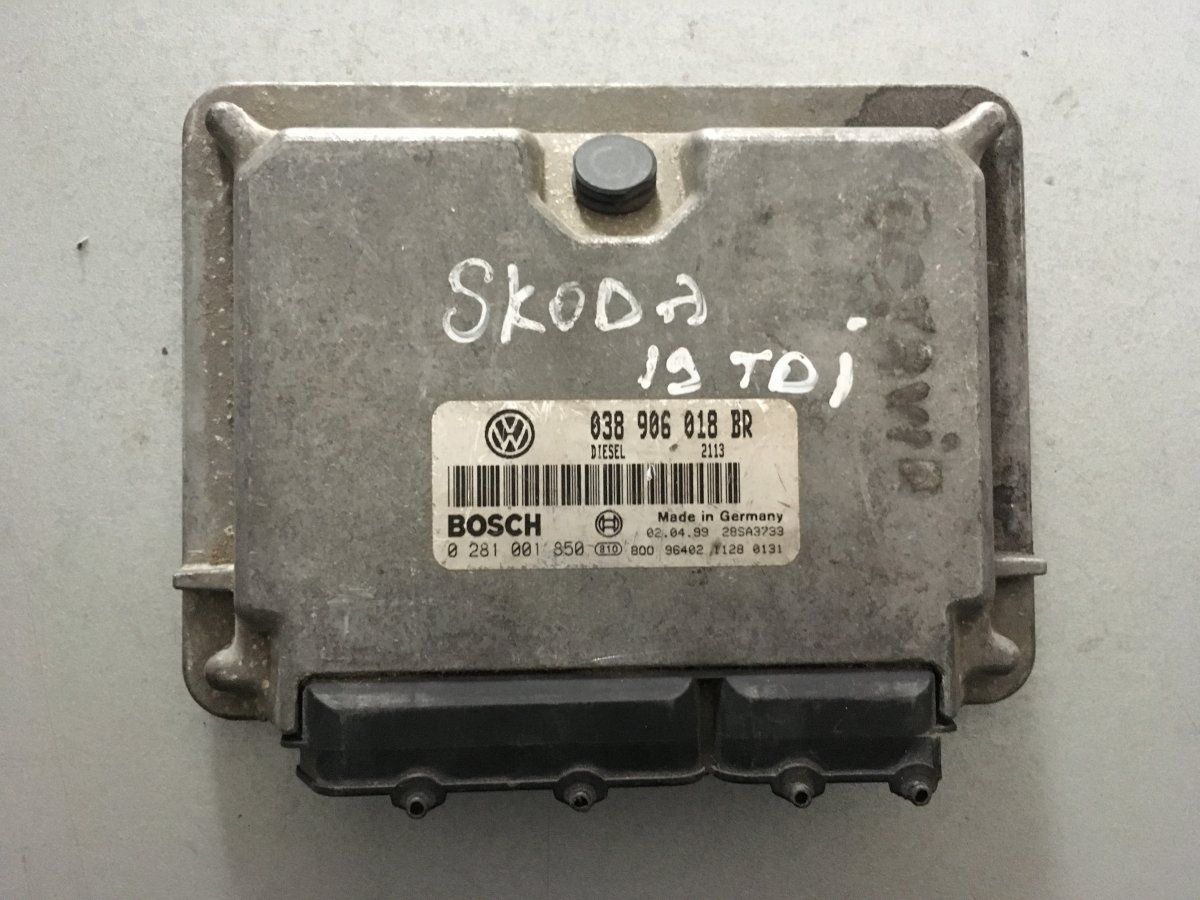 SKODA
19 TDi
038 906 018 BR
DIESEL 2113
BOSCH
Made in Germany
02.04.99 28SA3733
0 281 001 850 810 800 96402 1128 0131